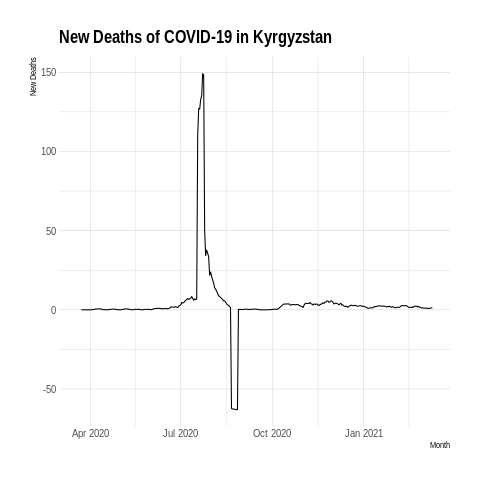 New Deaths of COVID-19 in Kyrgyzstan
New Deaths
150
100
50
0
-50
Apr 2020
Jul 2020
Oct 2020
Jan 2021
Month